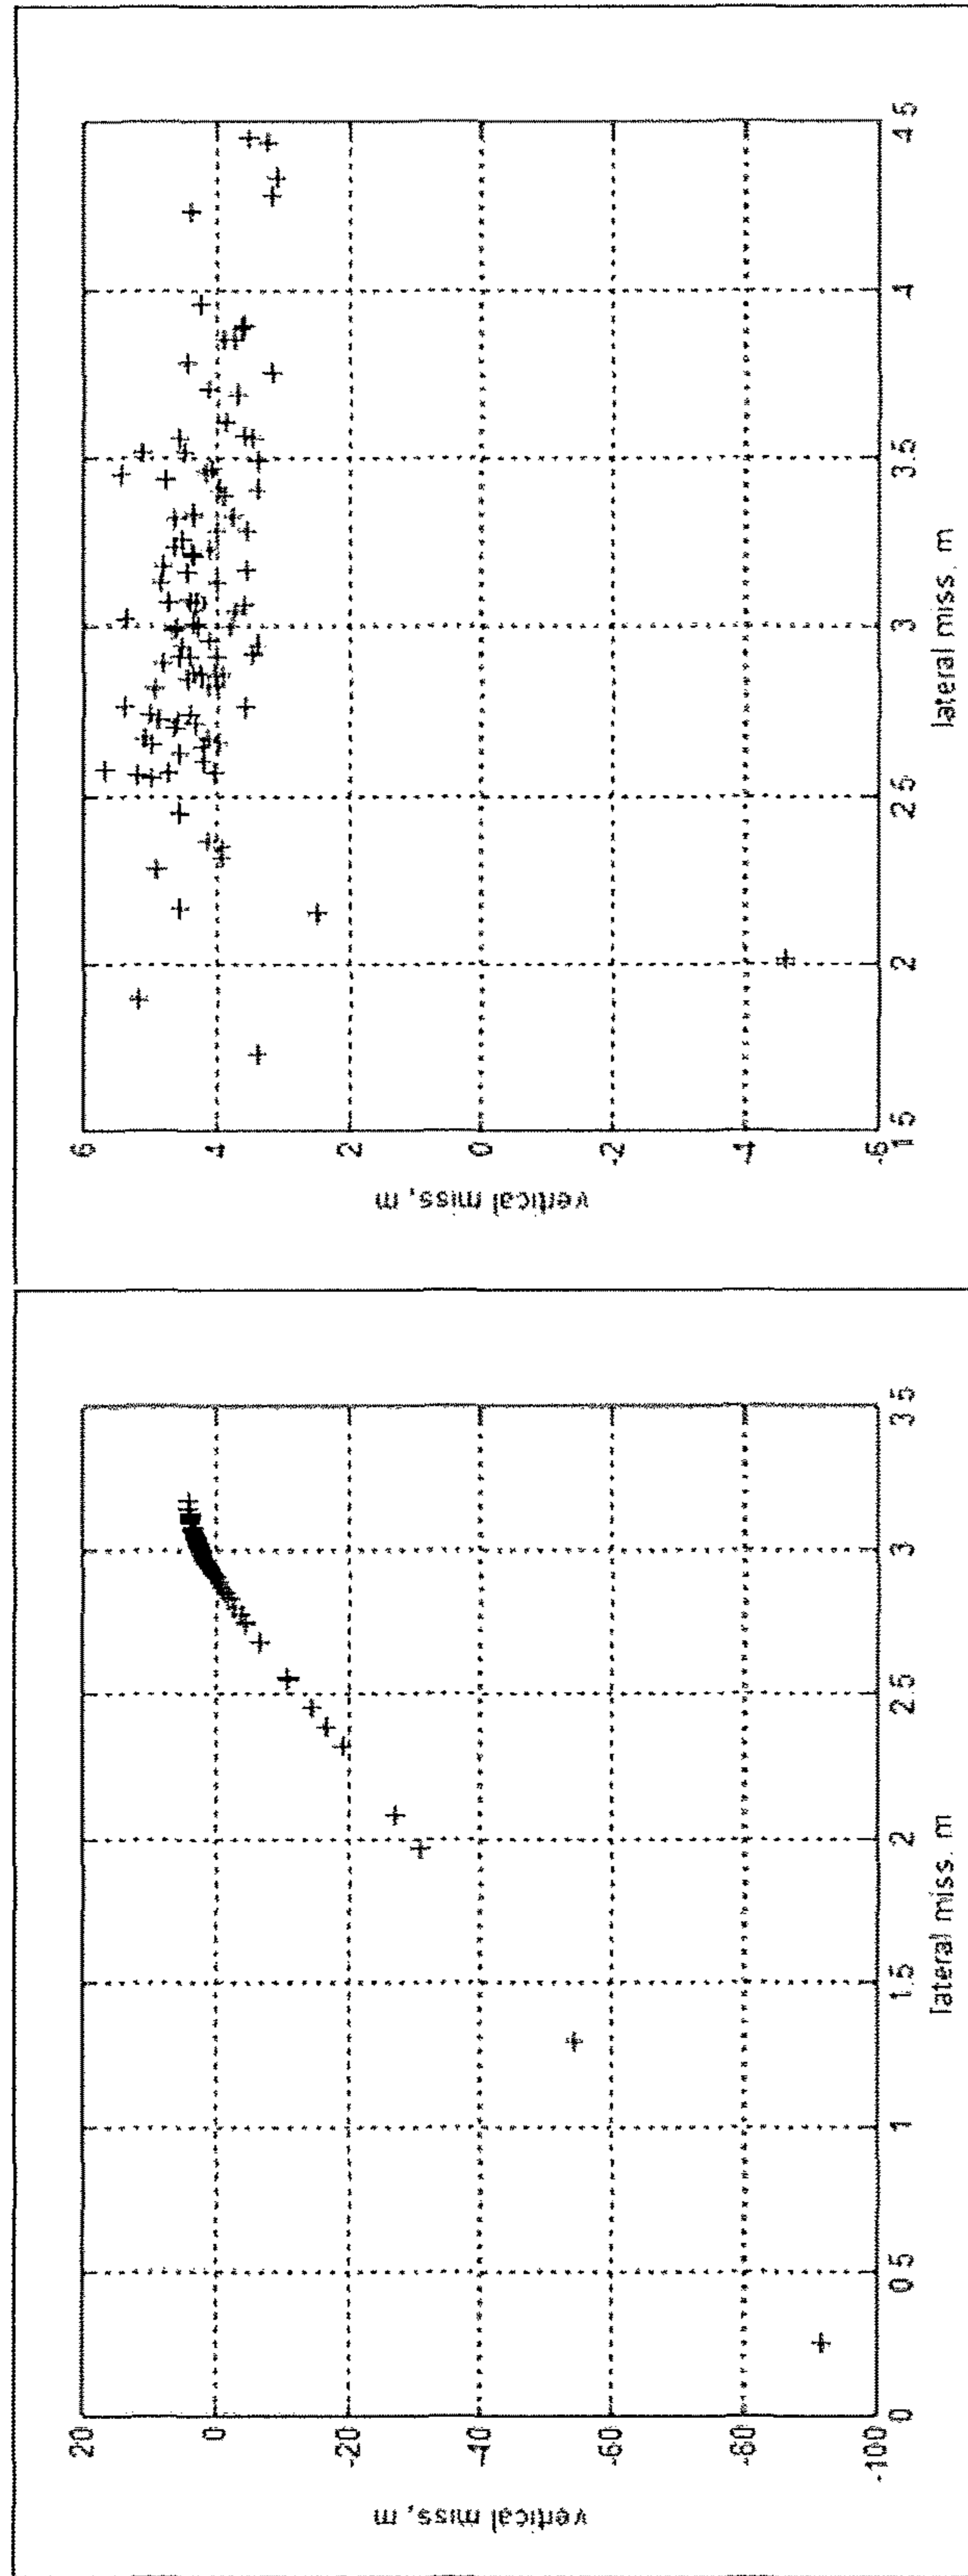 20
0
-20
-40
-60
-80
-100
vertical miss, m
0 0.5 1 1.5 2 2.5 3 3.5
lateral miss. m
6
4
2
0
-2
-4
-6
vertical miss, m
1.5 2 2.5 3 3.5 4 4.5
lateral miss. m